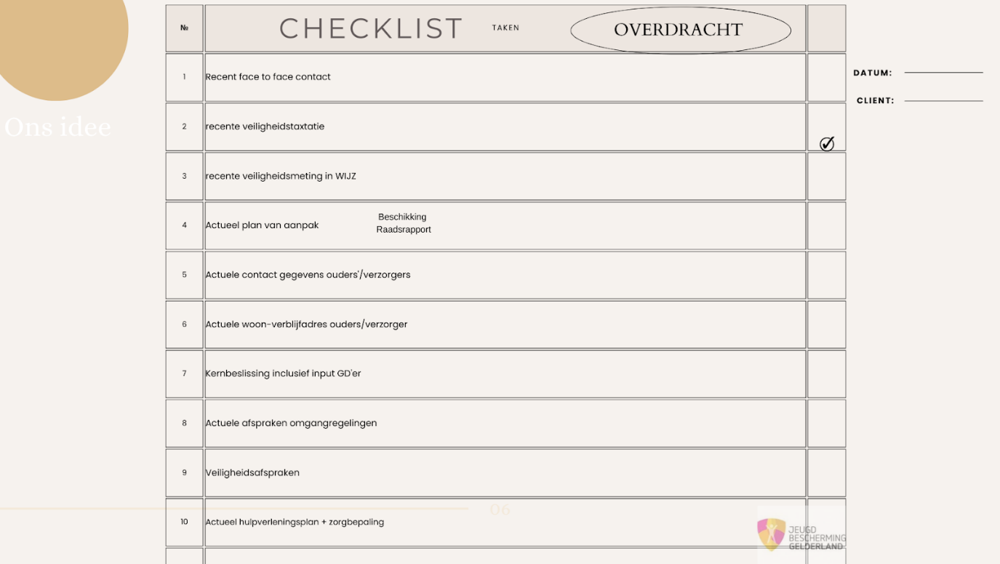 № CHECKLIST TAKEN OVERDRACHT
DATUM:
CLIENT:
Ons idee
1 Recent face to face contact
2 recente veiligheidstaxtatie
3 recente veiligheidsmeting in WIJZ
4 Actueel plan van aanpak
Beschikking
Raadsrapport
5 Actuele contact gegevens ouders'/verzorgers
6 Actuele woon-verblijfadres ouders/verzorger
7 Kernbeslissing inclusief input GD'er
8 Actuele afspraken omgangregelingen
9 Veiligheidsafspraken
06
10 Actueel hulpverleningsplan + zorgbepaling
JEUGD
BESCHERMING
GELDERLAND